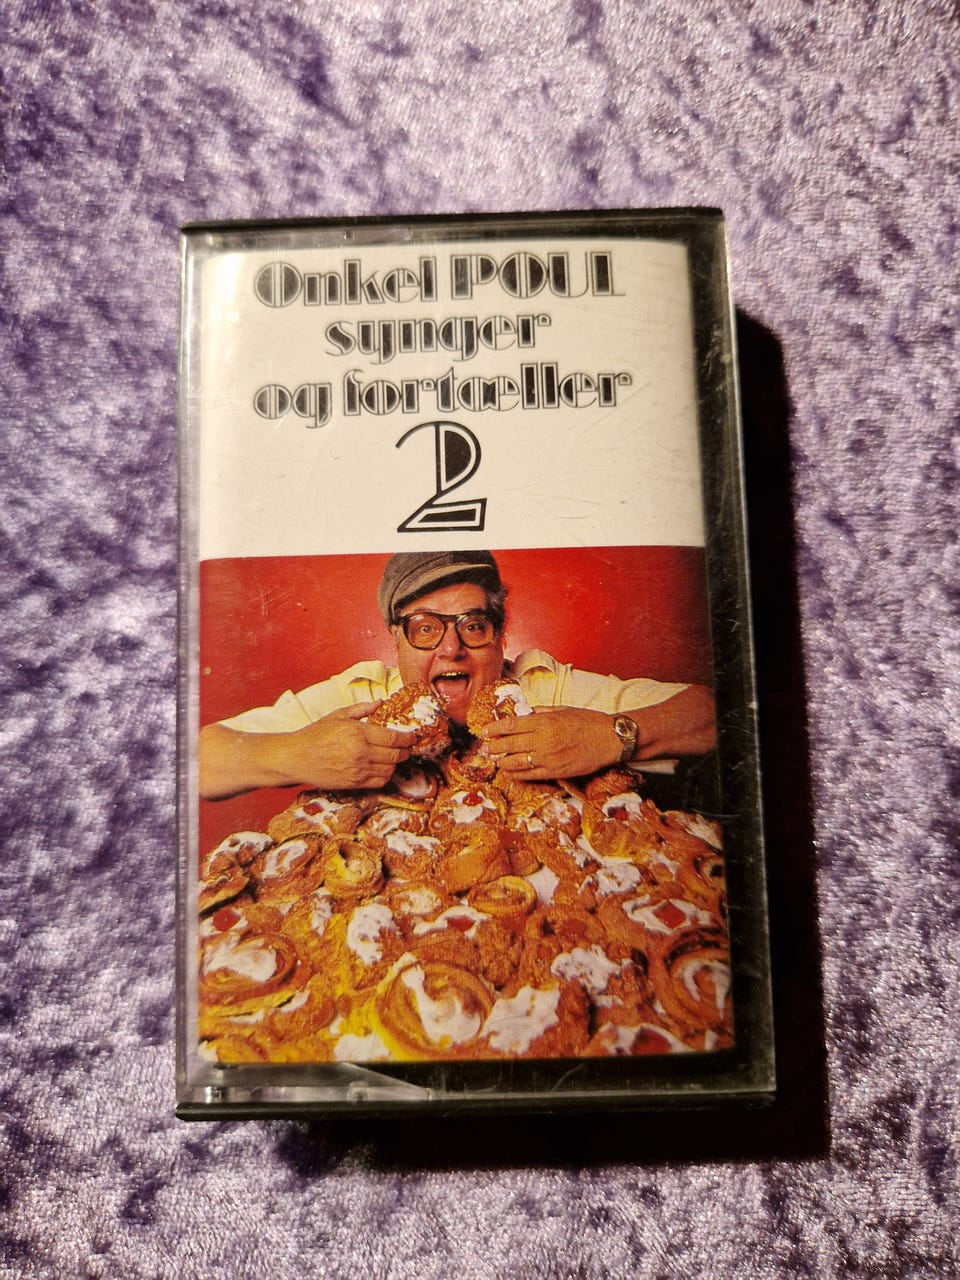 Onkel POUL
synger
og fortæller
2